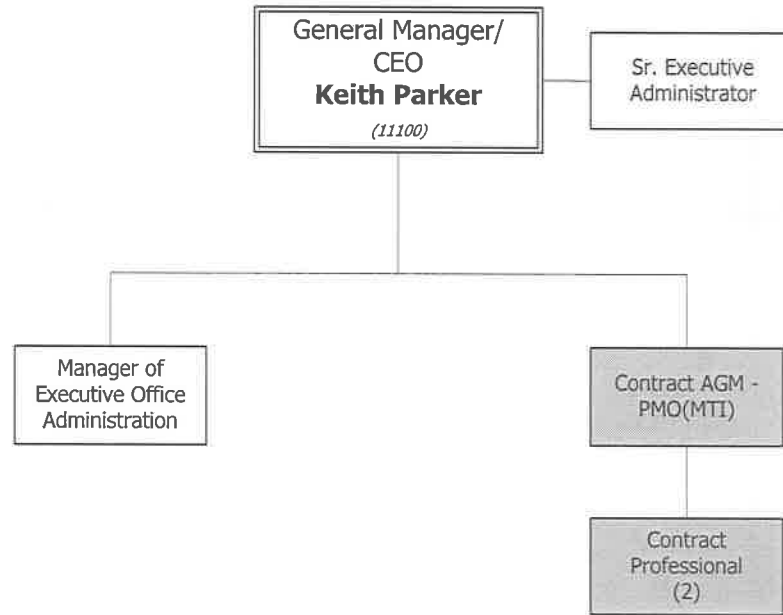 General Manager/
CEO
Keith Parker
(11100)
Sr. Executive
Administrator
Manager of
Executive Office
Administration
Contract AGM -
PMO(MTI)
Contract
Professional
(2)